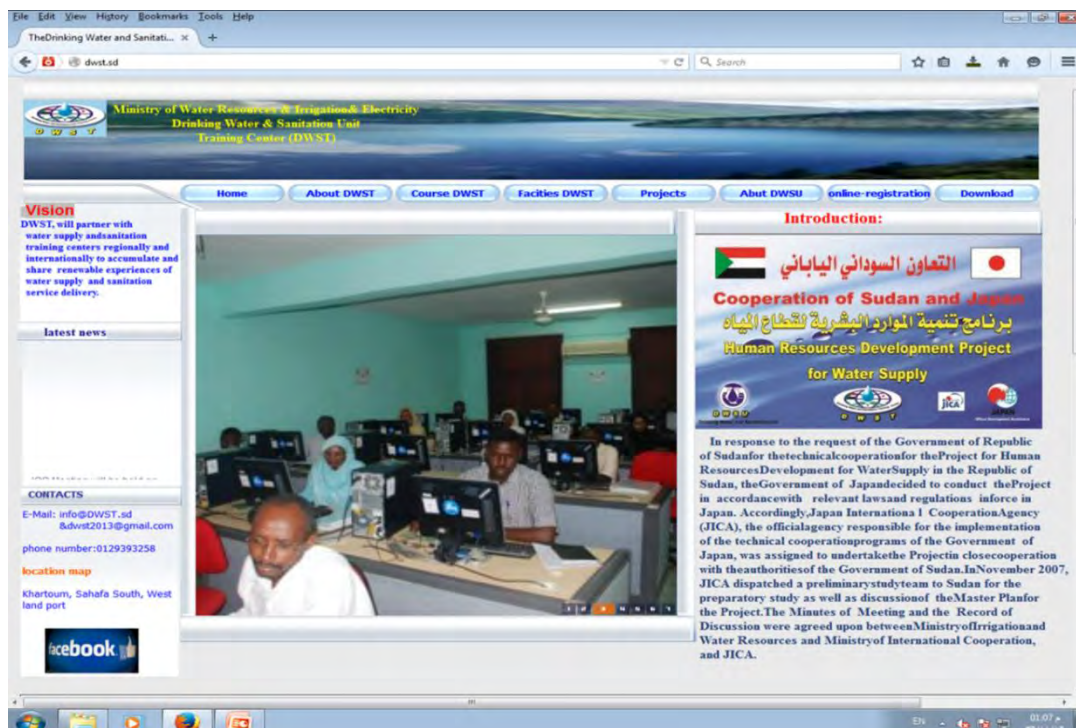 File Edit View History Bookmarks Tools Help
TheDrinking Water and Sanitati...
dwst.sd
Search
Ministry of Water Resources & Irrigation& Electricity
Drinking Water & Sanitation Unit
Training Center (DWST)
D W S T
Home
About DWST
Course DWST
Facities DWST
Projects
Abut DWSU
online-registration
Download
Vision
DWST, will partner with
water supply andsanitation
training centers regionally and
internationally to accumulate and
share renewable experiences of
water supply and sanitation
service delivery.
latest news
CONTACTS
E-Mail: info@DWST.sd
&dwst2013@gmail.com
phone number:0129393258
location map
Khartoum, Sahafa South, West
land port
facebook
1 2 3 4 5 6 7
Introduction:
التعاون السوداني الياباني
Cooperation of Sudan and Japan
برنامج تنمية الموارد البشرية لقطاع المياه
Human Resources Development Project
for Water Supply
D W S U
D W S T
JICA
JAPAN
In response to the request of the Government of Republic
of Sudanfor thetechnicalcooperationfor theProject for Human
ResourcesDevelopment for WaterSupply in the Republic of
Sudan, theGovernment of Japandecided to conduct theProject
in accordancewith relevant lawsand regulations inforce in
Japan. Accordingly,Japan Internationa l CooperationAgency
(JICA), the officialagency responsible for the implementation
of the technical cooperationprograms of the Government of
Japan, was assigned to undertakethe Projectin closecooperation
with theauthoritiesof the Government of Sudan.InNovember 2007,
JICA dispatched a preliminarystudyteam to Sudan for the
preparatory study as well as discussionof theMaster Planfor
the Project.The Minutes of Meeting and the Record of
Discussion were agreed upon betweenMinistryofIrrigationand
Water Resources and Ministryof International Cooperation,
and JICA.
EN
01:07 م